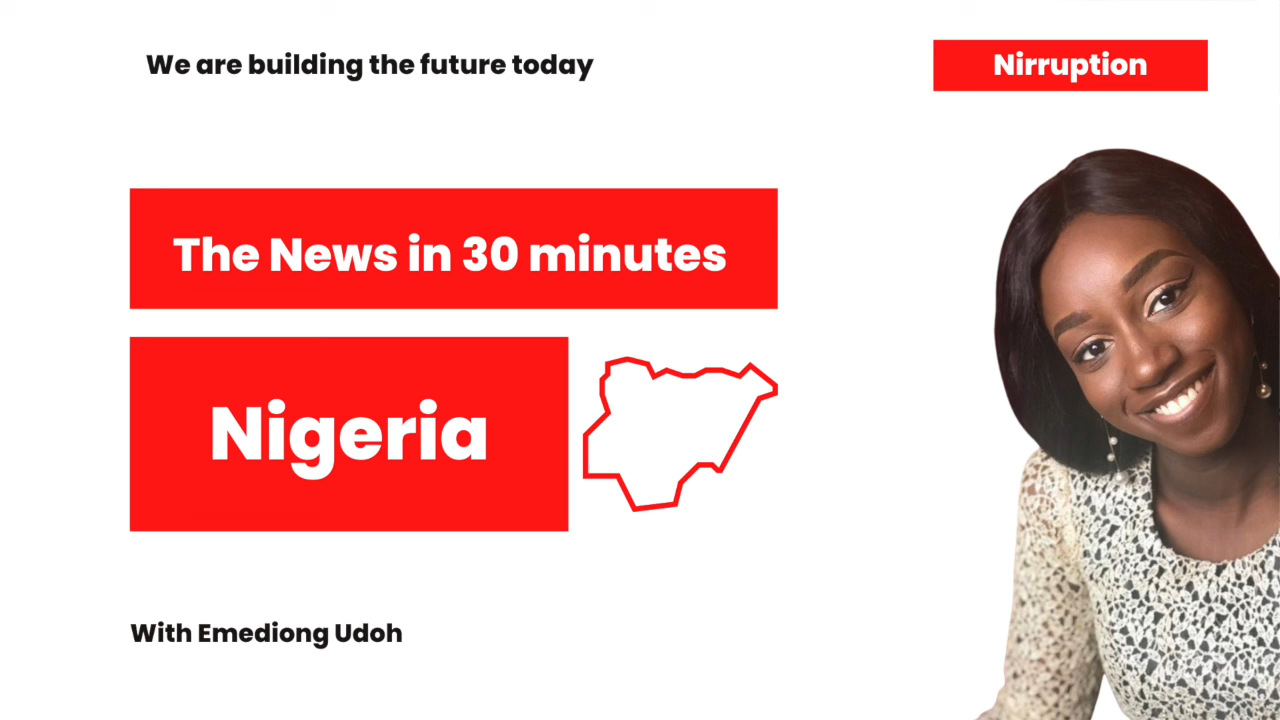 We are building the future today
Nirruption
The News in 30 minutes
Nigeria
With Emediong Udoh